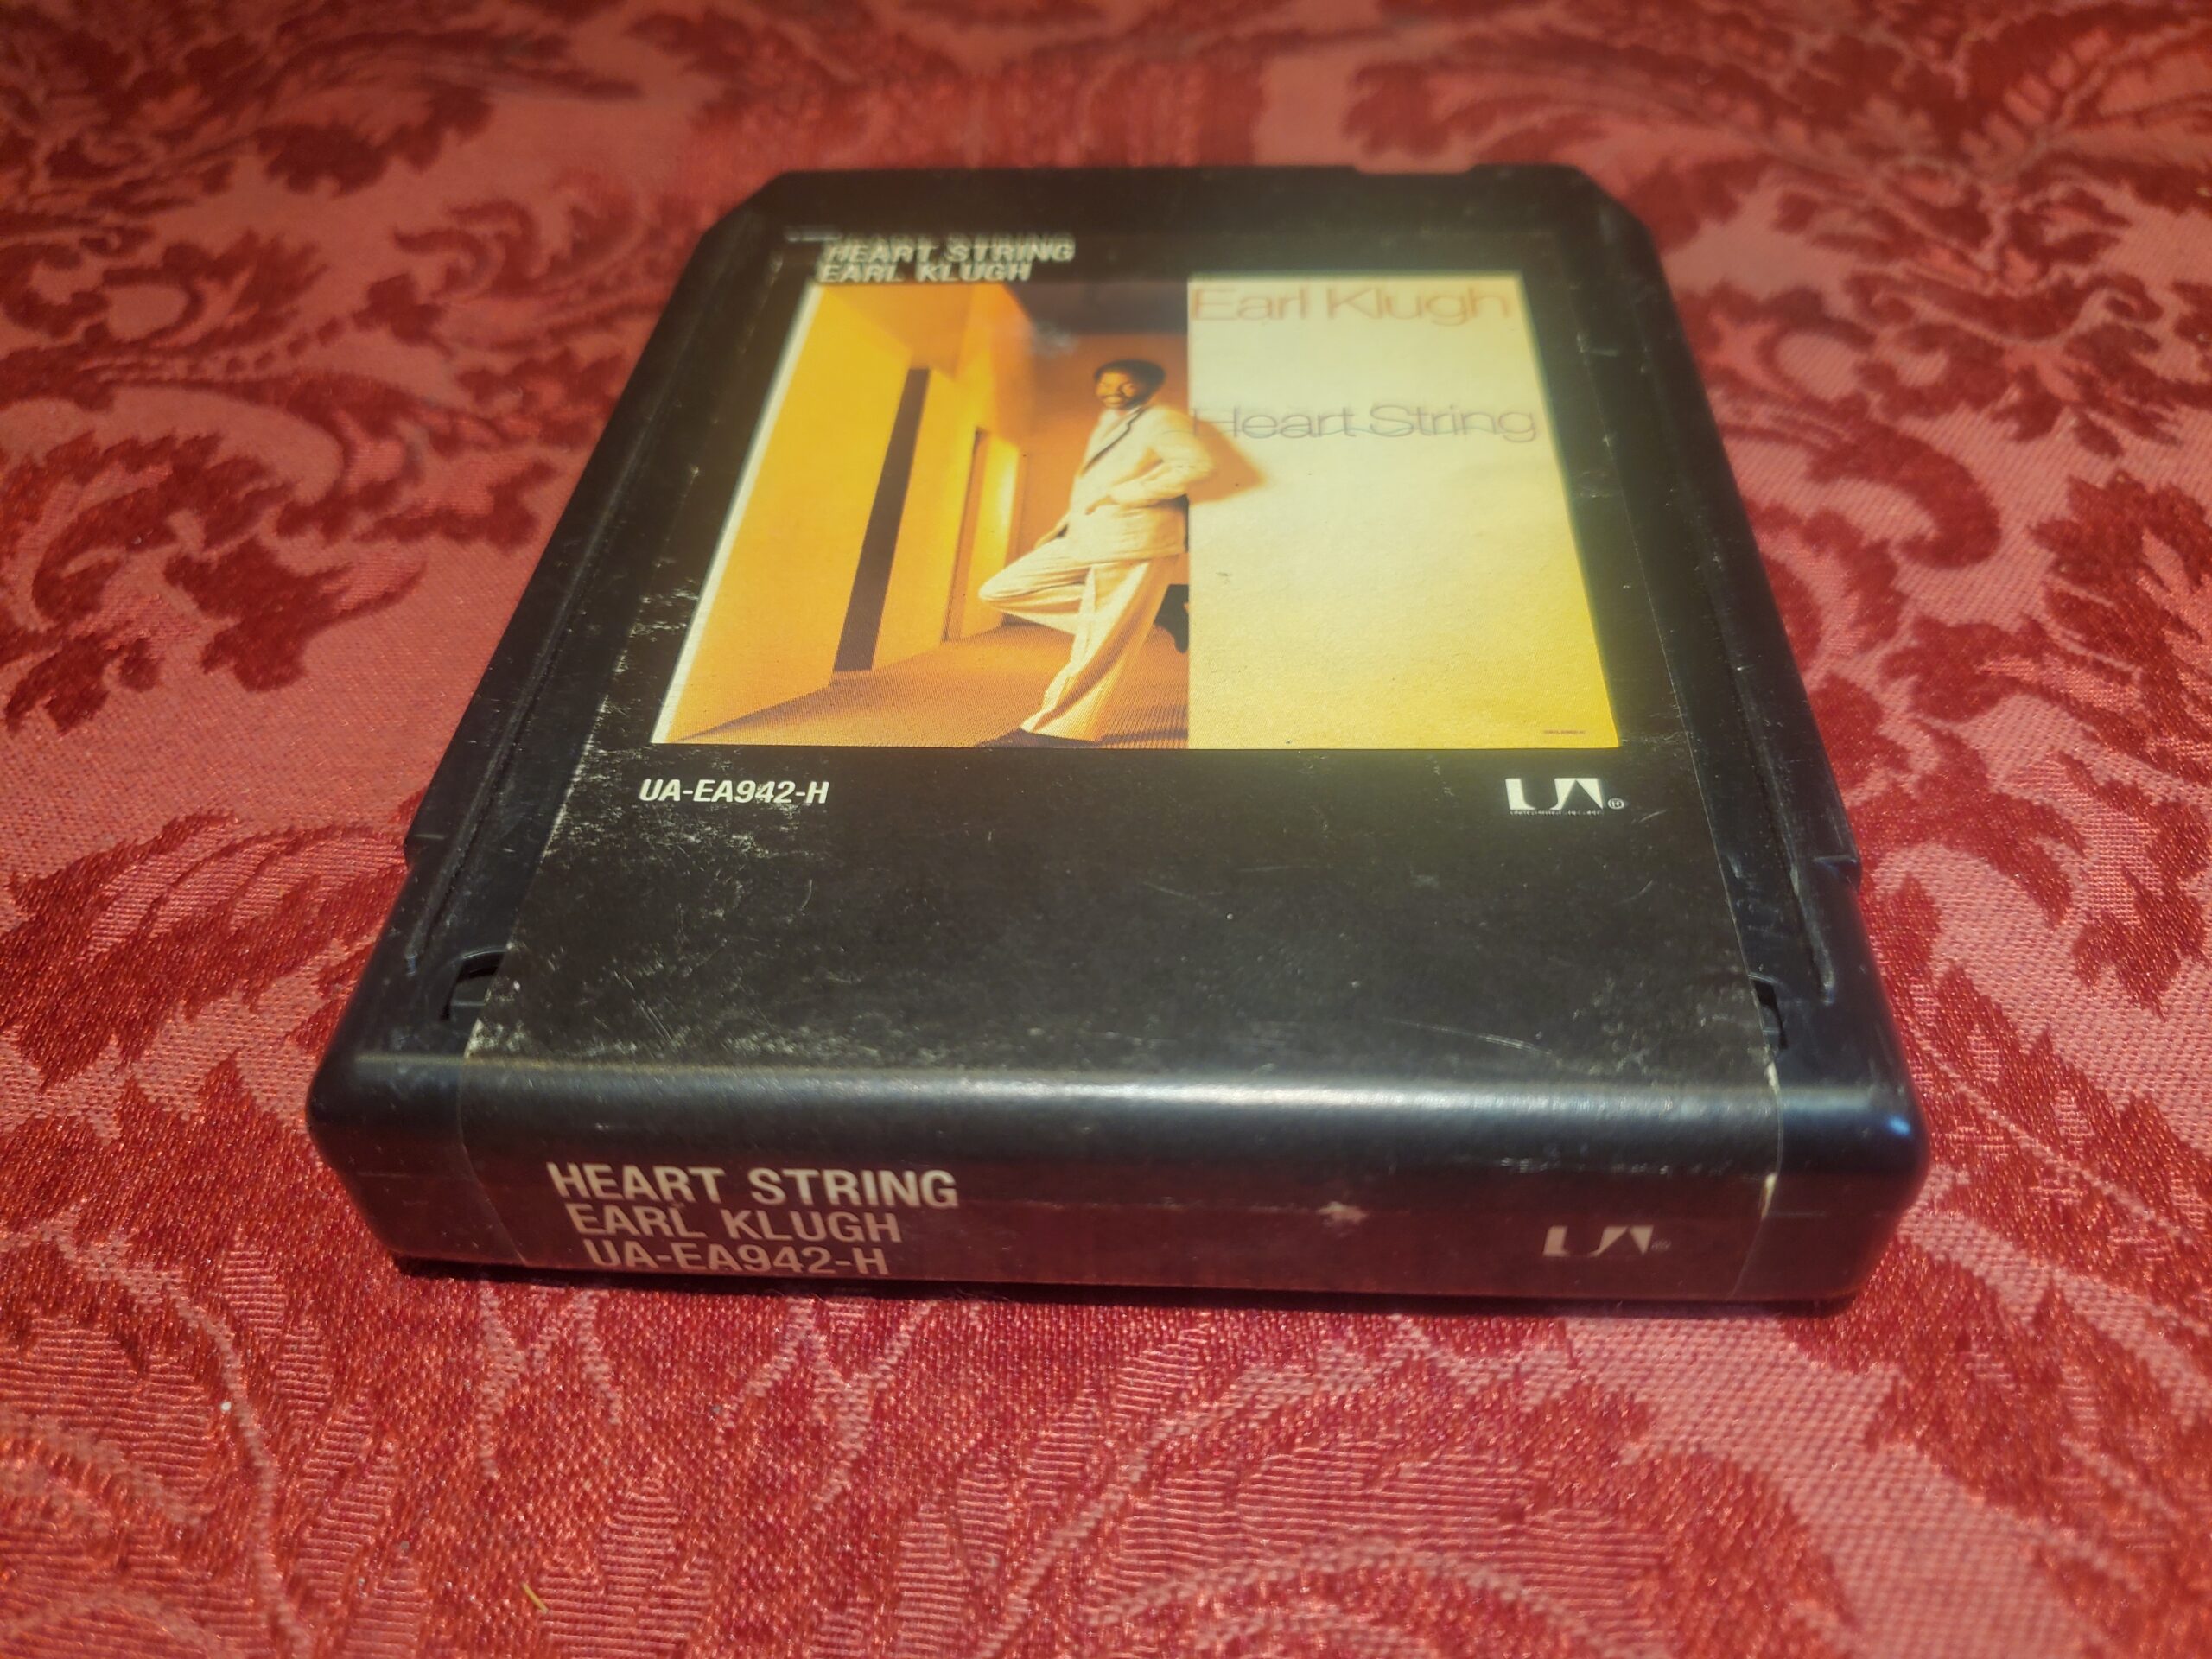 HEART STRING
EARL KLUGH
Earl Klugh
Heart String
UA-EA942-H
UA®
HEART STRING
EARL KLUGH
UA-EA942-H
UA